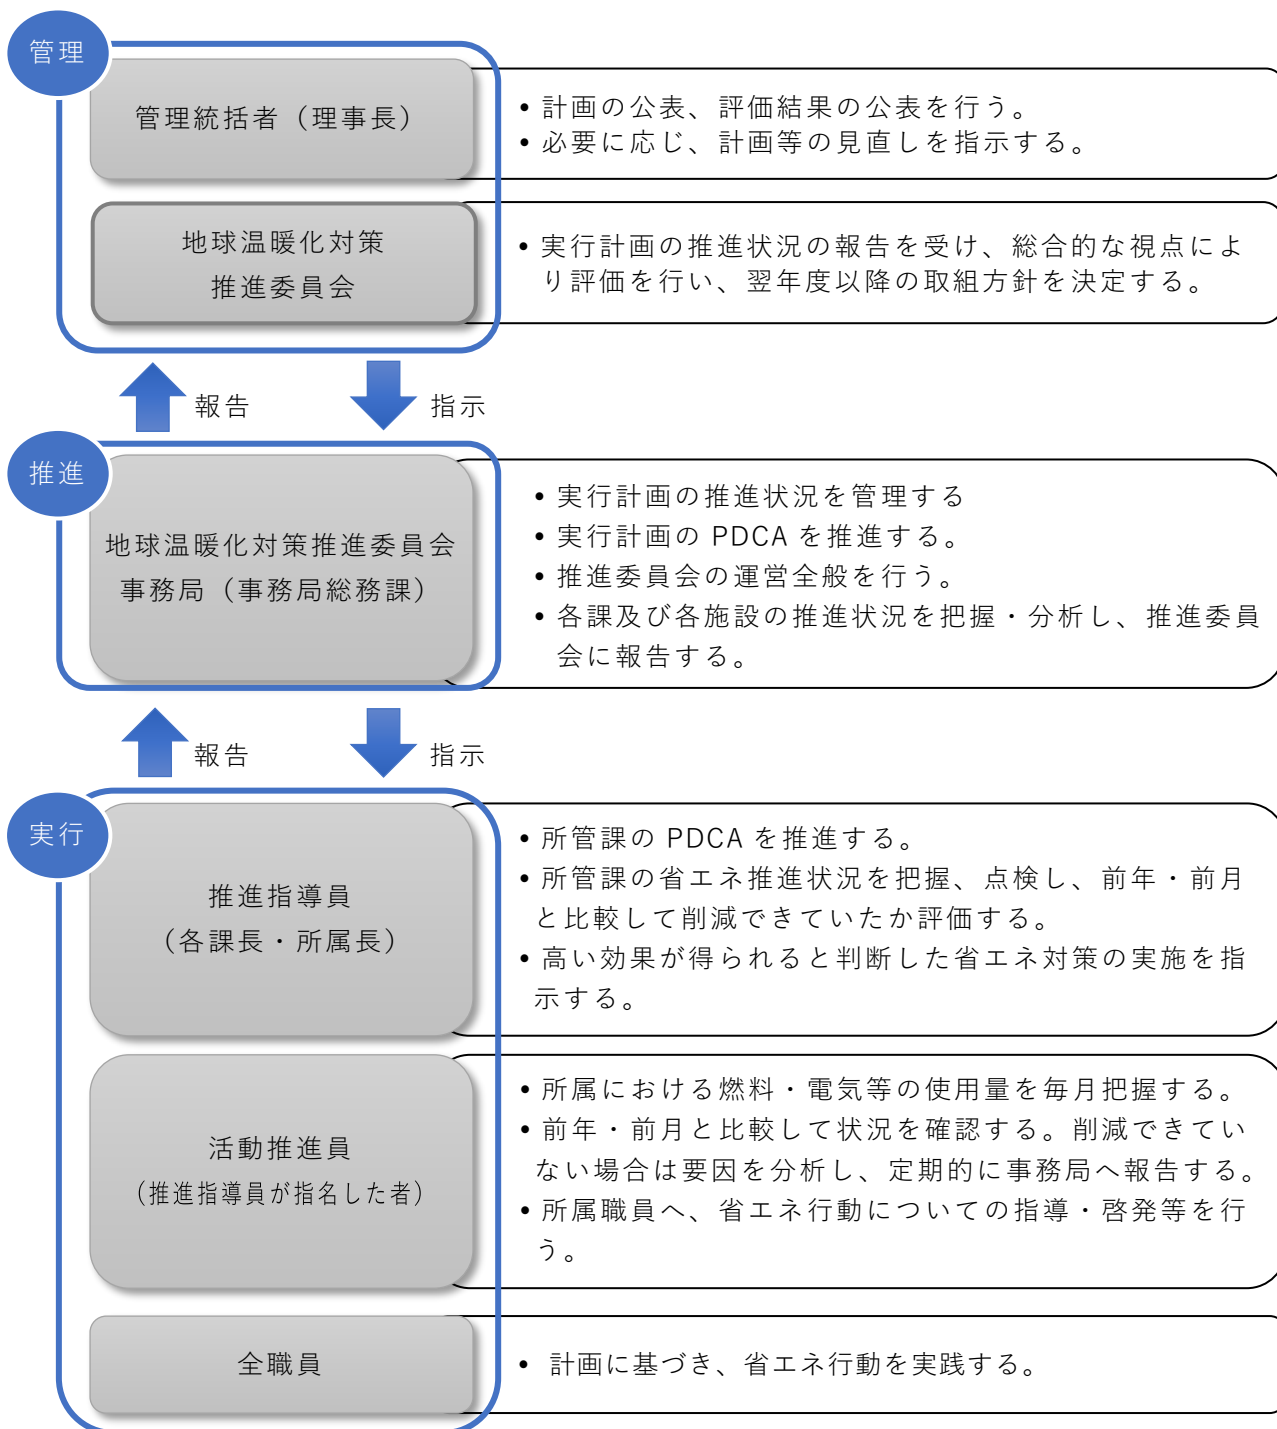 管理
管理統括者（理事長）
• 計画の公表、評価結果の公表を行う。
• 必要に応じ、計画等の見直しを指示する。
地球温暖化対策
推進委員会
• 実行計画の推進状況の報告を受け、総合的な視点によ
り評価を行い、翌年度以降の取組方針を決定する。
報告
指示
推進
地球温暖化対策推進委員会
事務局（事務局総務課）
• 実行計画の推進状況を管理する
• 実行計画の PDCA を推進する。
• 推進委員会の運営全般を行う。
• 各課及び各施設の推進状況を把握・分析し、推進委員
会に報告する。
報告
指示
実行
推進指導員
（各課長・所属長）
• 所管課の PDCA を推進する。
• 所管課の省エネ推進状況を把握、点検し、前年・前月
と比較して削減できていたか評価する。
• 高い効果が得られると判断した省エネ対策の実施を指
示する。
活動推進員
（推進指導員が指名した者）
• 所属における燃料・電気等の使用量を毎月把握する。
• 前年・前月と比較して状況を確認する。削減できてい
ない場合は要因を分析し、定期的に事務局へ報告する。
• 所属職員へ、省エネ行動についての指導・啓発等を行
う。
全職員
• 計画に基づき、省エネ行動を実践する。